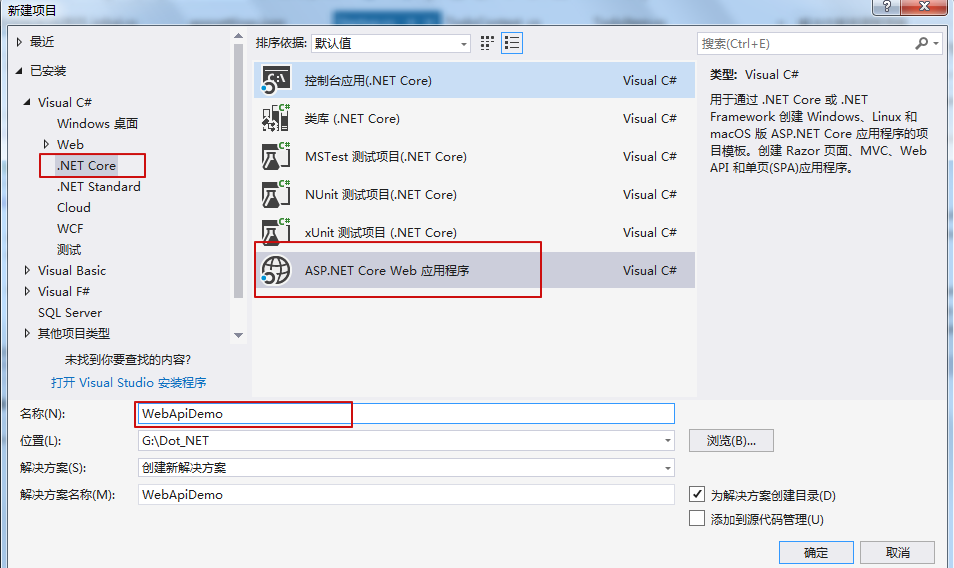 新建项目
最近
已安装
Visual C#
Windows 桌面
Web
.NET Core
.NET Standard
Cloud
WCF
测试
Visual Basic
Visual F#
SQL Server
其他项目类型
未找到你要查找的内容?
打开 Visual Studio 安装程序
排序依据: 默认值
控制台应用(.NET Core) Visual C#
类库 (.NET Core) Visual C#
MSTest 测试项目(.NET Core) Visual C#
NUnit 测试项目(.NET Core) Visual C#
xUnit 测试项目 (.NET Core) Visual C#
ASP.NET Core Web 应用程序 Visual C#
搜索(Ctrl+E)
类型: Visual C#
用于通过 .NET Core 或 .NET
Framework 创建 Windows、Linux 和
macOS 版 ASP.NET Core 应用程序的项
目模板。创建 Razor 页面、MVC、Web
API 和单页(SPA)应用程序。
名称(N): WebApiDemo
位置(L): G:\Dot_NET 浏览(B)...
解决方案(S): 创建新解决方案
解决方案名称(M): WebApiDemo 为解决方案创建目录(D)
添加到源代码管理(U)
确定 取消